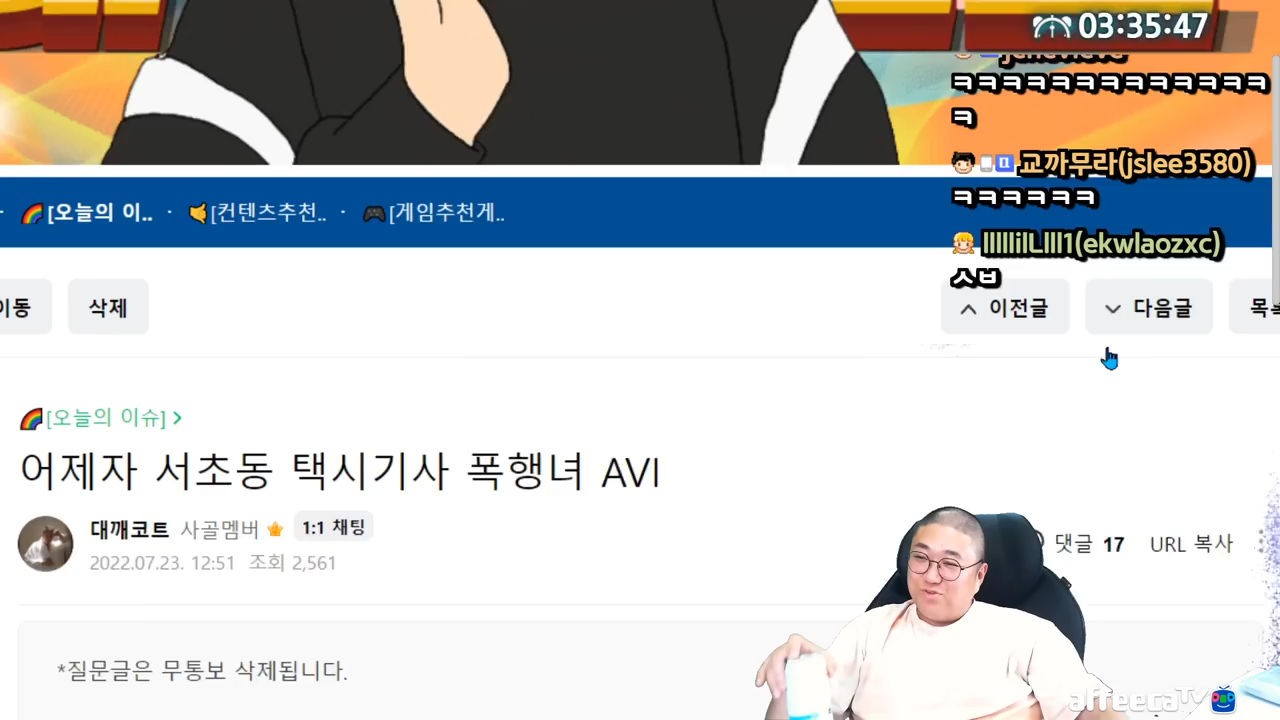 03:35:47
ㅋㅋㅋㅋㅋㅋㅋㅋㅋㅋㅋㅋㅋ
ㅋ
교까무라(jslee3580)
ㅋㅋㅋㅋㅋㅋ
llllliLlll1(ekwlaozxc)
ㅅㅂ
· [오늘의 이.. · [컨텐츠추천.. · [게임추천게..
이동 삭제 이전글 다음글
[오늘의 이슈] >
어제자 서초동 택시기사 폭행녀 AVI
대깨코트 사골멤버 1:1 채팅
2022.07.23. 12:51 조회 2,561
댓글 17 URL 복사
*질문글은 무통보 삭제됩니다.
afreecaTV